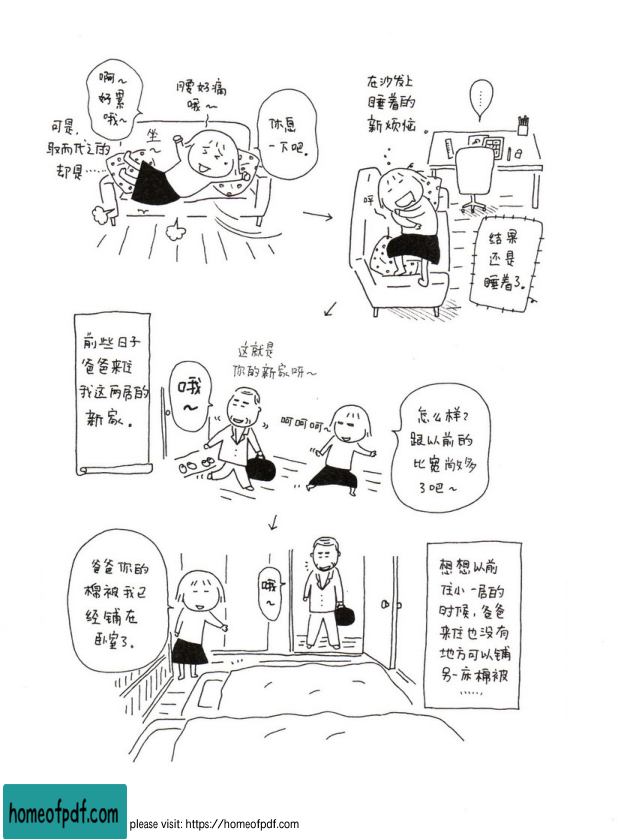 可是，
取而代之的
却是……
啊～
好累
哦～
坐～
腰好痛
哦～
休息
一下吧。
在沙发上
睡着的
新烦恼
……
呼
结果
还是
睡着了。
前些日子
爸爸来住
我这两居的
新家。
哦
～
这就是
你的新家呀～
呵呵呵～
怎么样？
跟以前的
比宽敞多
了吧～
爸爸你的
棉被我已
经铺在
卧室了。
哦
～
想想以前
住小一居的
时候，爸爸
来住也没有
地方可以铺
另一床棉被
……
homeofpdf.com
please visit: https://homeofpdf.com